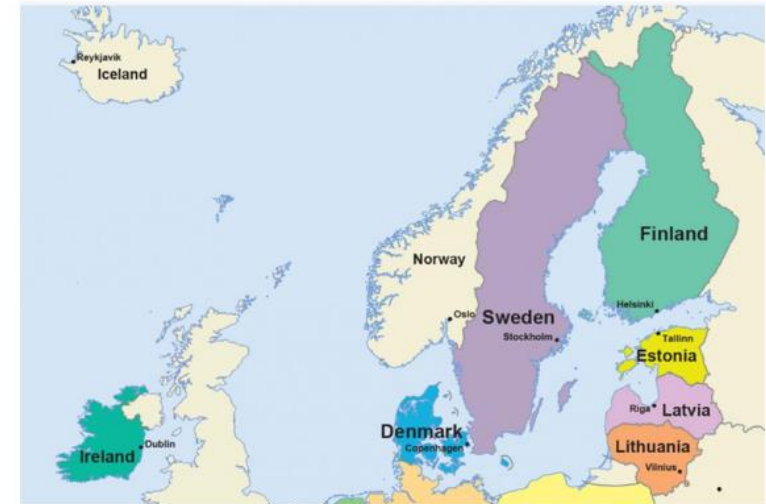 Reykjavik
Iceland
Norway
Finland
Helsinki
Oslo
Sweden
Stockholm
Tallinn
Estonia
Riga
Latvia
Denmark
Copenhagen
Dublin
Ireland
Lithuania
Vilnius